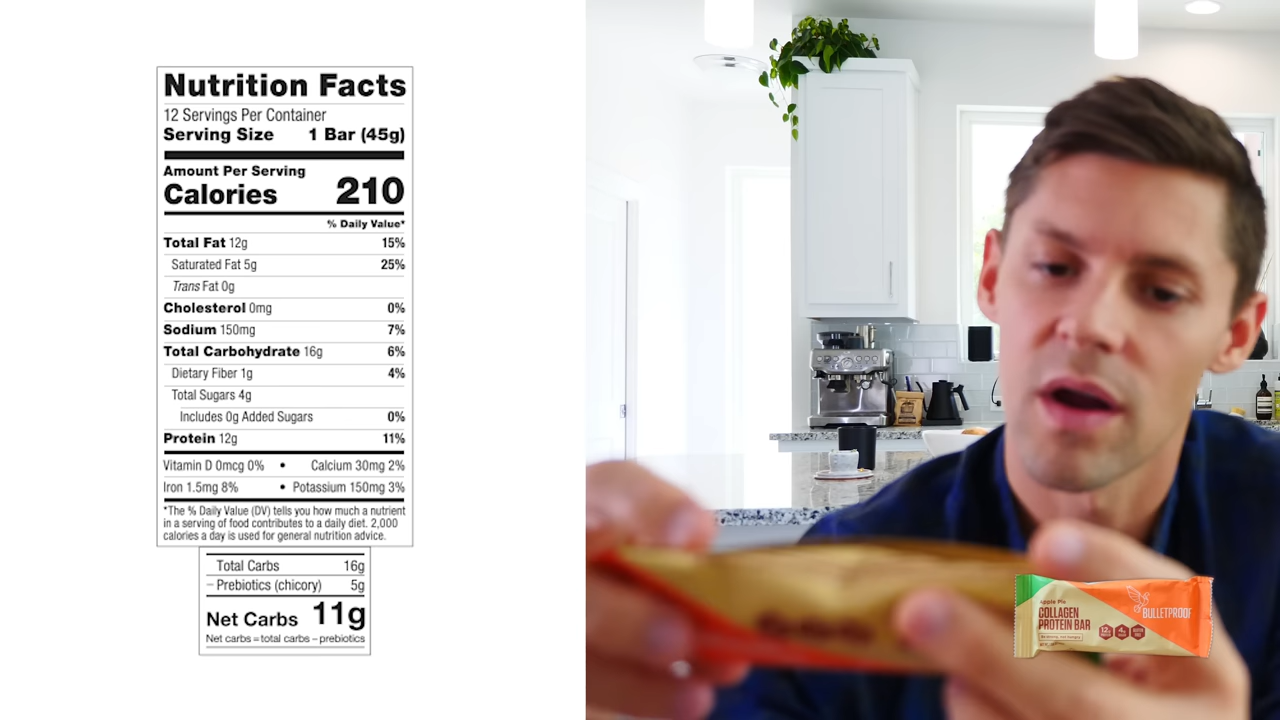 Nutrition Facts
12 Servings Per Container
Serving Size 1 Bar (45g)
Amount Per Serving
Calories 210
% Daily Value*
Total Fat 12g 15%
Saturated Fat 5g 25%
Trans Fat 0g
Cholesterol 0mg 0%
Sodium 150mg 7%
Total Carbohydrate 16g 6%
Dietary Fiber 1g 4%
Total Sugars 4g
Includes 0g Added Sugars 0%
Protein 12g 11%
Vitamin D 0mcg 0% • Calcium 30mg 2%
Iron 1.5mg 8% • Potassium 150mg 3%
*The % Daily Value (DV) tells you how much a nutrient
in a serving of food contributes to a daily diet. 2,000
calories a day is used for general nutrition advice.
Total Carbs 16g
– Prebiotics (chicory) 5g
Net Carbs 11g
Net carbs = total carbs – prebiotics
Apple Pie
COLLAGEN
PROTEIN BAR
BULLETPROOF